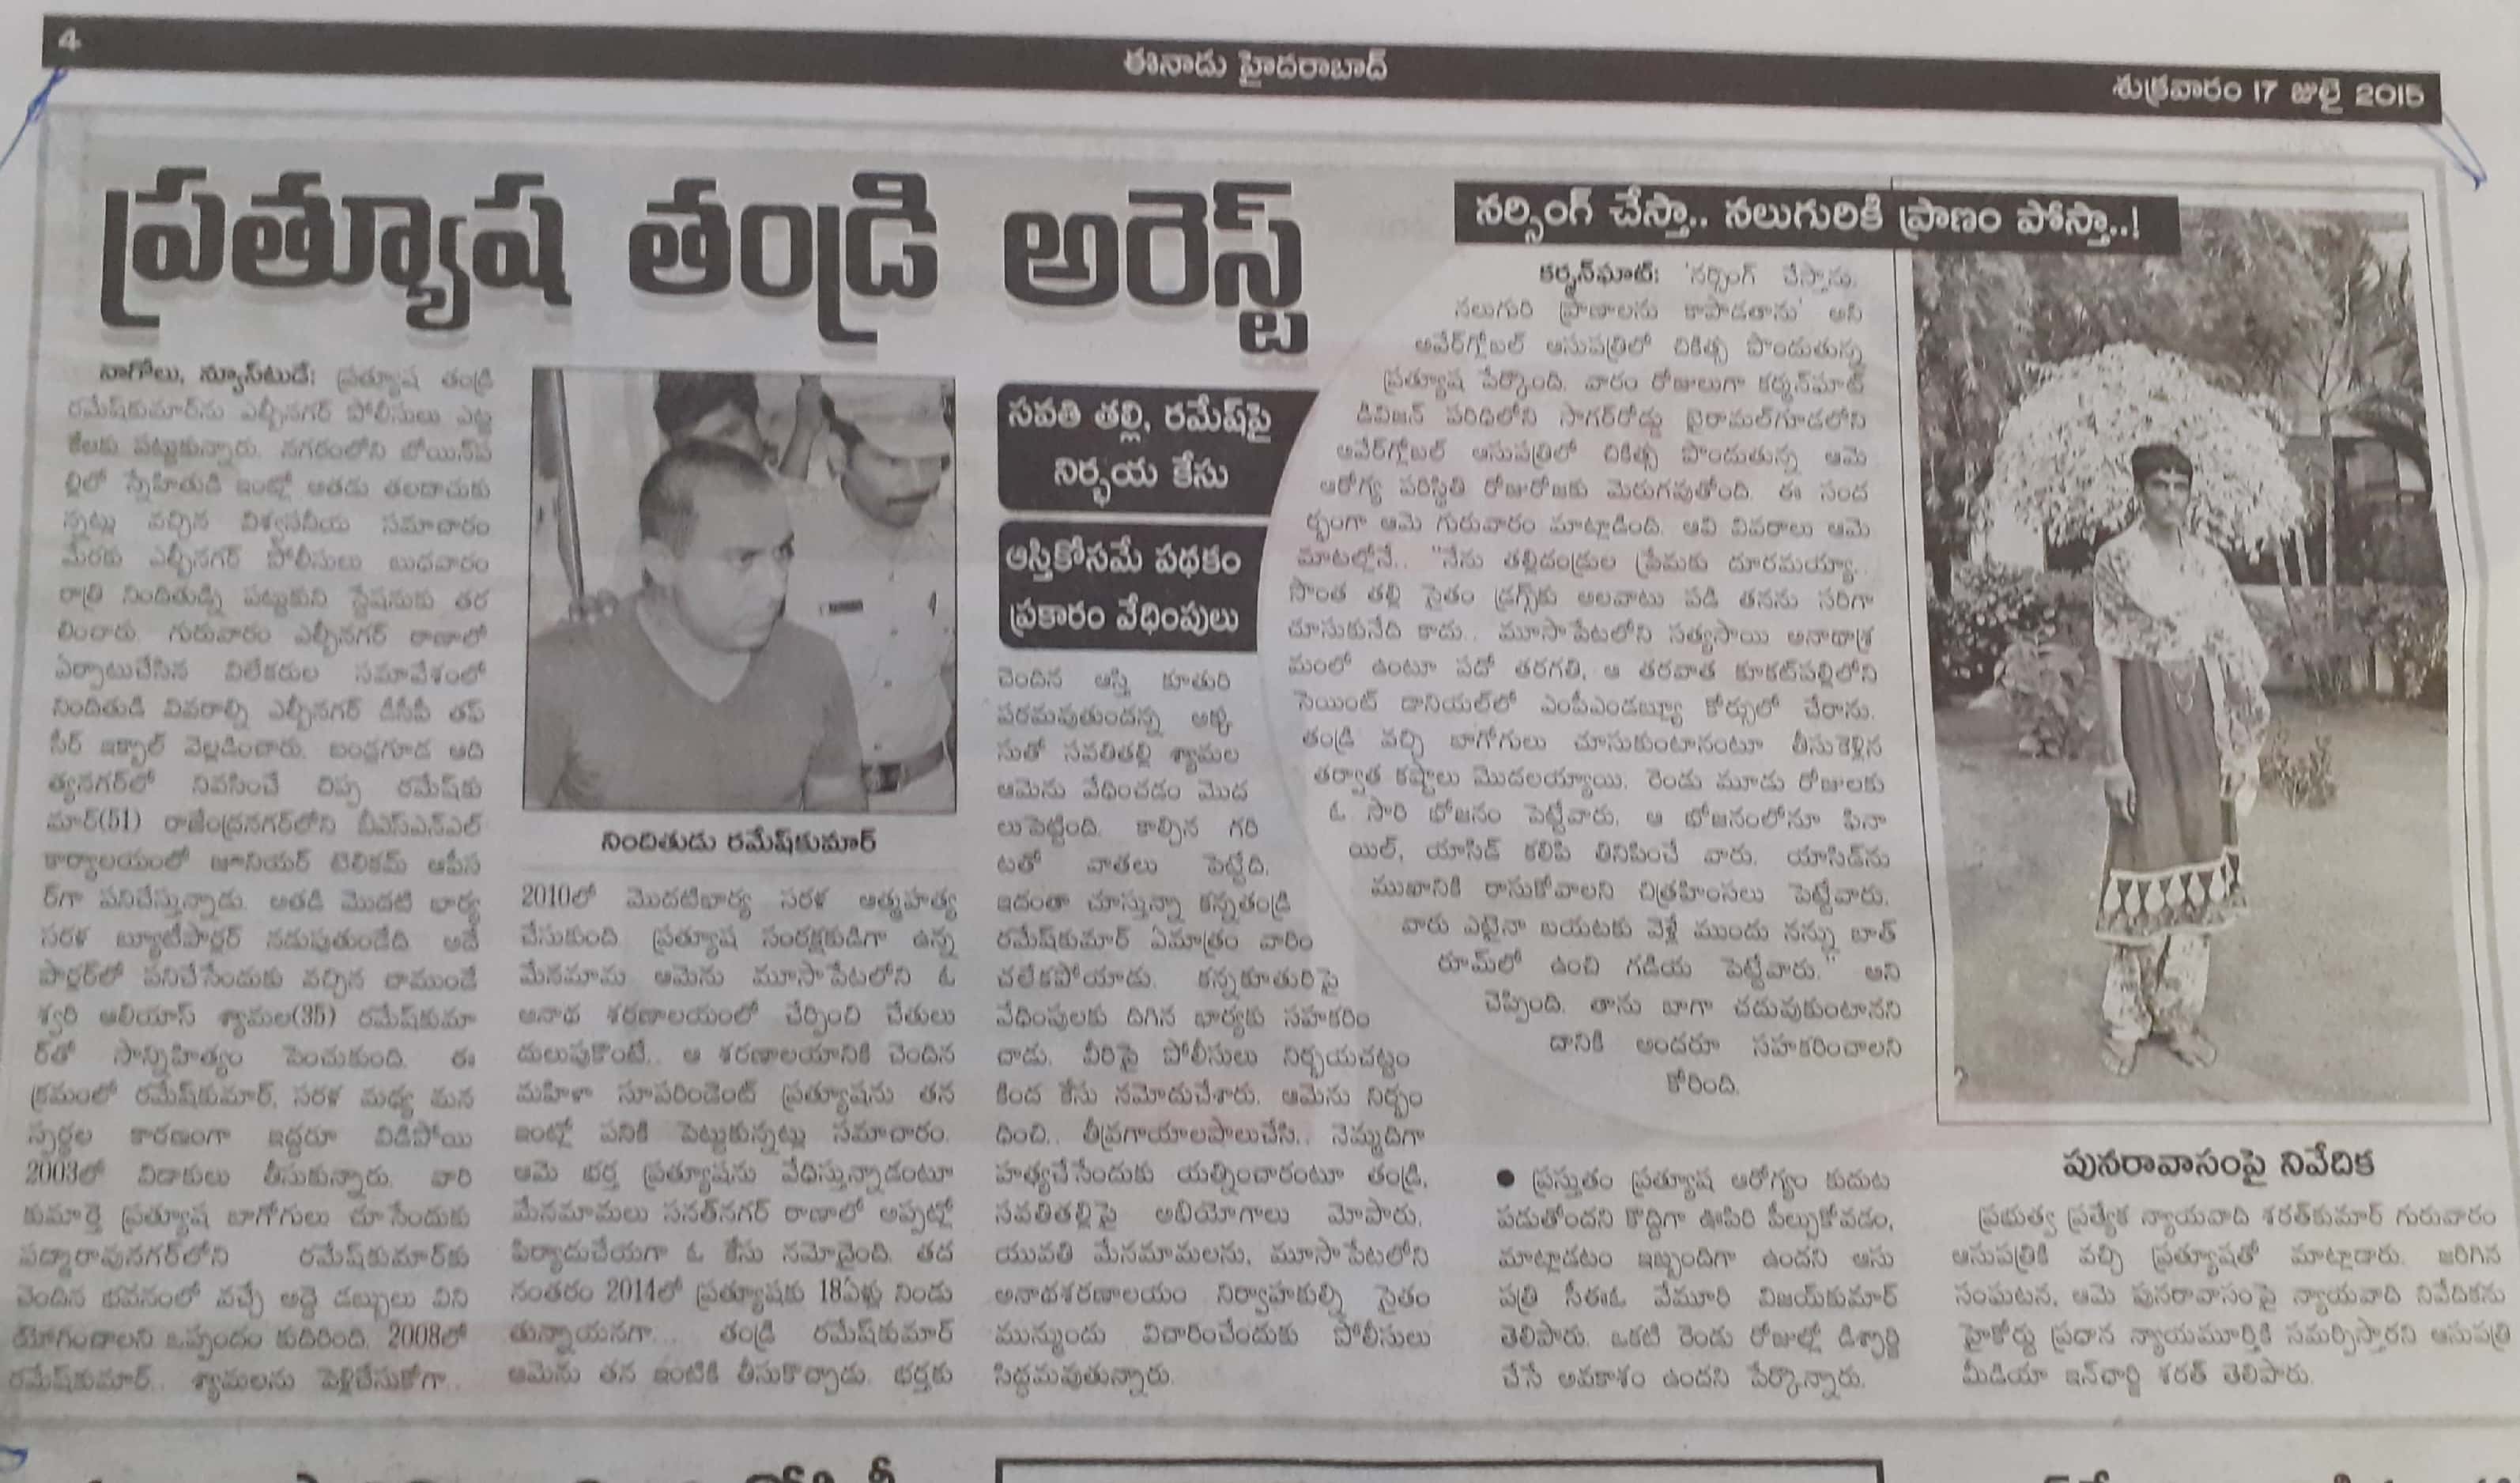 4
ఈనాడు హైదరాబాద్
శుక్రవారం 17 జులై 2015
ప్రత్యూష తండ్రి అరెస్ట్
నాగోలు, న్యూస్‌టుడే: ప్రత్యూష తండ్రి
రమేష్‌కుమార్‌ను ఎల్బీనగర్ పోలీసులు ఎట్ట
కేలకు పట్టుకున్నారు. నగరంలోని బోయిన్‌ప
ల్లిలో స్నేహితుడి ఇంట్లో అతడు తలదాచుకు
న్నట్లు వచ్చిన విశ్వసనీయ సమాచారం
మేరకు ఎల్బీనగర్ పోలీసులు బుధవారం
రాత్రి నిందితుడ్ని పట్టుకుని స్టేషనుకు తర
లించారు. గురువారం ఎల్బీనగర్ ఠాణాలో
ఏర్పాటుచేసిన విలేకరుల సమావేశంలో
నిందితుడి వివరాల్ని ఎల్బీనగర్ డీసీపీ తఫ్
సీర్ ఇక్బాల్ వెల్లడించారు. బండ్లగూడ ఆది
త్యనగర్‌లో నివసించే చిప్ప రమేష్‌కు
మార్(51) రాజేంద్రనగర్‌లోని బీఎస్ఎన్ఎల్
కార్యాలయంలో జూనియర్ టెలికమ్ ఆఫీస
ర్‌గా పనిచేస్తున్నాడు. అతడి మొదటి భార్య
సరళ బ్యూటీపార్లర్ నడుపుతుండేది. అదే
పార్లర్‌లో పనిచేసేందుకు వచ్చిన చాముండే
శ్వరి అలియాస్ శ్యామల(35) రమేష్‌కుమా
ర్‌తో సాన్నిహిత్యం పెంచుకుంది. ఈ
క్రమంలో రమేష్‌కుమార్, సరళ మధ్య మన
స్పర్థల కారణంగా ఇద్దరూ విడిపోయి
2003లో విడాకులు తీసుకున్నారు. వారి
కుమార్తె ప్రత్యూష బాగోగులు చూసేందుకు
పద్మారావునగర్‌లోని రమేష్‌కుమార్‌కు
చెందిన భవనంలో వచ్చే అద్దె డబ్బులు విని
యోగించాలని ఒప్పందం కుదిరింది. 2008లో
రమేష్‌కుమార్.. శ్యామలను పెళ్లిచేసుకోగా..
నిందితుడు రమేష్‌కుమార్
2010లో మొదటిభార్య సరళ ఆత్మహత్య
చేసుకుంది. ప్రత్యూష సంరక్షకుడిగా ఉన్న
మేనమామ ఆమెను మూసాపేటలోని ఓ
అనాథ శరణాలయంలో చేర్పించి చేతులు
దులుపుకొంటే.. ఆ శరణాలయానికి చెందిన
మహిళా సూపరిండెంట్ ప్రత్యూషను తన
ఇంట్లో పనికి పెట్టుకున్నట్లు సమాచారం.
ఆమె భర్త ప్రత్యూషను వేధిస్తున్నాడంటూ
మేనమామలు సనత్‌నగర్ ఠాణాలో అప్పట్లో
ఫిర్యాదుచేయగా ఓ కేసు నమోదైంది. తద
నంతరం 2014లో ప్రత్యూషకు 18ఏళ్లు నిండు
తున్నాయనగా... తండ్రి రమేష్‌కుమార్
ఆమెను తన ఇంటికి తీసుకొచ్చాడు. భర్తకు
సవతి తల్లి, రమేష్‌పై
నిర్భయ కేసు
ఆస్తికోసమే పథకం
ప్రకారం వేధింపులు
చెందిన ఆస్తి కూతురి
పరమవుతుందన్న అక్క
సుతో సవతితల్లి శ్యామల
ఆమెను వేధించడం మొద
లుపెట్టింది. కాల్చిన గరి
టతో వాతలు పెట్టేది.
ఇదంతా చూస్తున్నా కన్నతండ్రి
రమేష్‌కుమార్ ఏమాత్రం వారిం
చలేకపోయాడు. కన్నకూతురిపై
వేధింపులకు దిగిన భార్యకు సహకరిం
చాడు. వీరిపై పోలీసులు నిర్భయచట్టం
కింద కేసు నమోదుచేశారు. ఆమెను నిర్బం
ధించి.. తీవ్రగాయాలపాలుచేసి.. నెమ్మదిగా
హత్యచేసేందుకు యత్నించారంటూ తండ్రి,
సవతితల్లిపై అభియోగాలు మోపారు.
యువతి మేనమామలను, మూసాపేటలోని
అనాథశరణాలయం నిర్వాహకుల్ని సైతం
మున్ముందు విచారించేందుకు పోలీసులు
సిద్ధమవుతున్నారు.
నర్సింగ్ చేస్తా.. నలుగురికి ప్రాణం పోస్తా..!
కర్మన్‌ఘాట్: 'నర్సింగ్ చేస్తాను.
నలుగురి ప్రాణాలను కాపాడతాను' అని
అవేర్‌గ్లోబల్ ఆసుపత్రిలో చికిత్స పొందుతున్న
ప్రత్యూష పేర్కొంది. వారం రోజులుగా కర్మన్‌ఘాట్
డివిజన్ పరిధిలోని సాగర్‌రోడ్డు బైరామల్‌గూడలోని
అవేర్‌గ్లోబల్ ఆసుపత్రిలో చికిత్స పొందుతున్న ఆమె
ఆరోగ్య పరిస్థితి రోజురోజుకు మెరుగవుతోంది. ఈ సంద
ర్భంగా ఆమె గురువారం మాట్లాడింది. ఆవి వివరాలు ఆమె
మాటల్లోనే.. "నేను తల్లిదండ్రుల ప్రేమకు దూరమయ్యా..
సొంత తల్లి సైతం డ్రగ్స్‌కు అలవాటు పడి తనను సరిగా
చూసుకునేది కాదు.. మూసాపేటలోని సత్యసాయి అనాథాశ్ర
మంలో ఉంటూ పదో తరగతి, ఆ తరవాత కూకట్‌పల్లిలోని
సెయింట్ డానియల్‌లో ఎంపీఎండబ్ల్యూ కోర్సులో చేరాను.
తండ్రి వచ్చి బాగోగులు చూసుకుంటానంటూ తీసుకెళ్లిన
తర్వాత కష్టాలు మొదలయ్యాయి. రెండు మూడు రోజులకు
ఓ సారి భోజనం పెట్టేవారు. ఆ భోజనంలోనూ ఫినా
యిల్, యాసిడ్ కలిపి తినిపించే వారు. యాసిడ్‌ను
ముఖానికి రాసుకోవాలని చిత్రహింసలు పెట్టేవారు.
వారు ఎటైనా బయటకు వెళ్లే ముందు నన్ను బాత్
రూమ్‌లో ఉంచి గడియ పెట్టేవారు." అని
చెప్పింది. తాను బాగా చదువుకుంటానని
దానికి అందరూ సహకరించాలని
కోరింది.
● ప్రస్తుతం ప్రత్యూష ఆరోగ్యం కుదుట
పడుతోందని కొద్దిగా ఊపిరి పీల్చుకోవడం,
మాట్లాడటం ఇబ్బందిగా ఉందని ఆసు
పత్రి సీఈఓ వేమూరి విజయ్‌కుమార్
తెలిపారు. ఒకటి రెండు రోజుల్లో డిశ్చార్జి
చేసే అవకాశం ఉందని పేర్కొన్నారు.
పునరావాసంపై నివేదిక
ప్రభుత్వ ప్రత్యేక న్యాయవాది శరత్‌కుమార్ గురువారం
ఆసుపత్రికి వచ్చి ప్రత్యూషతో మాట్లాడారు. జరిగిన
సంఘటన, ఆమె పునరావాసంపై న్యాయవాది నివేదికను
హైకోర్టు ప్రధాన న్యాయమూర్తికి సమర్పిస్తారని ఆసుపత్రి
మీడియా ఇన్‌ఛార్జి శరత్ తెలిపారు.